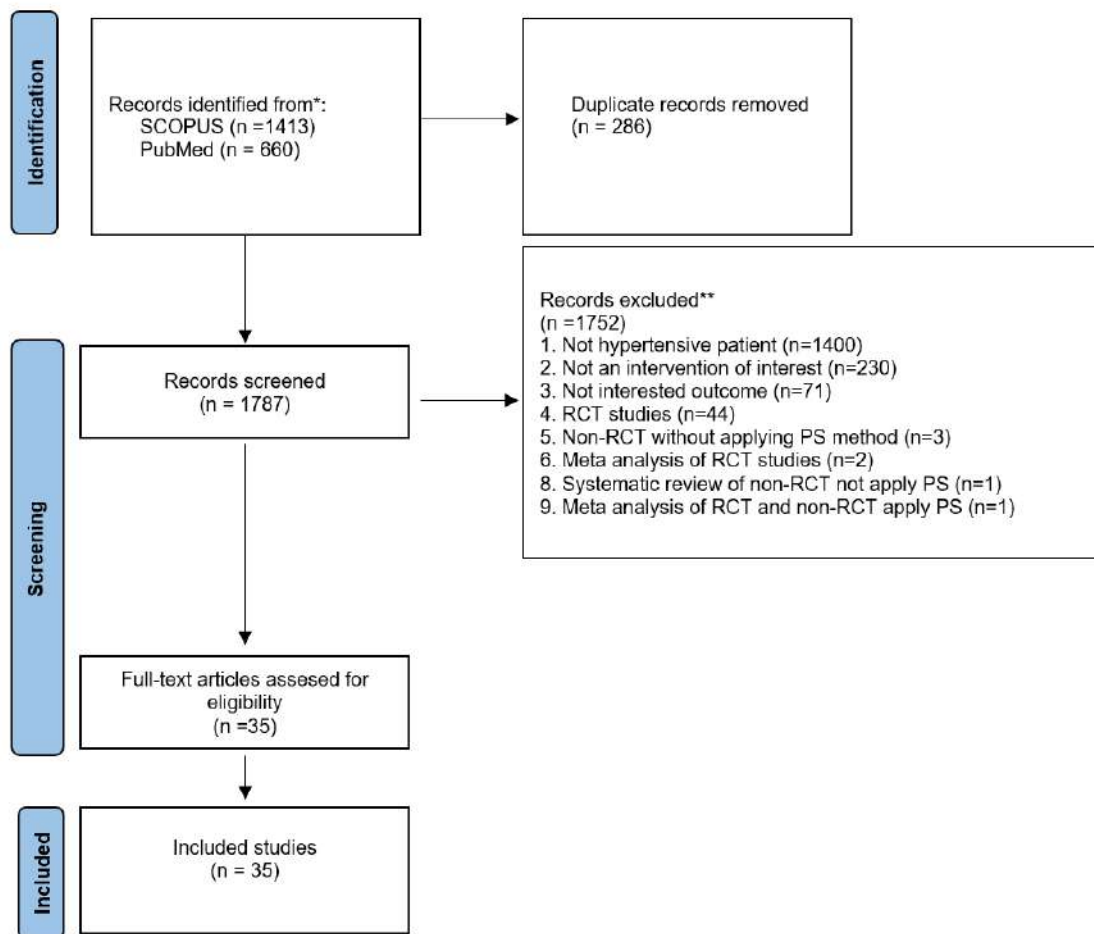 Identification
Records identified from*:
SCOPUS (n =1413)
PubMed (n = 660)
Duplicate records removed
(n = 286)
Screening
Records screened
(n = 1787)
Records excluded**
(n =1752)
1. Not hypertensive patient (n=1400)
2. Not an intervention of interest (n=230)
3. Not interested outcome (n=71)
4. RCT studies (n=44)
5. Non-RCT without applying PS method (n=3)
6. Meta analysis of RCT studies (n=2)
8. Systematic review of non-RCT not apply PS (n=1)
9. Meta analysis of RCT and non-RCT apply PS (n=1)
Full-text articles assesed for
eligibility
(n =35)
Included
Included studies
(n = 35)